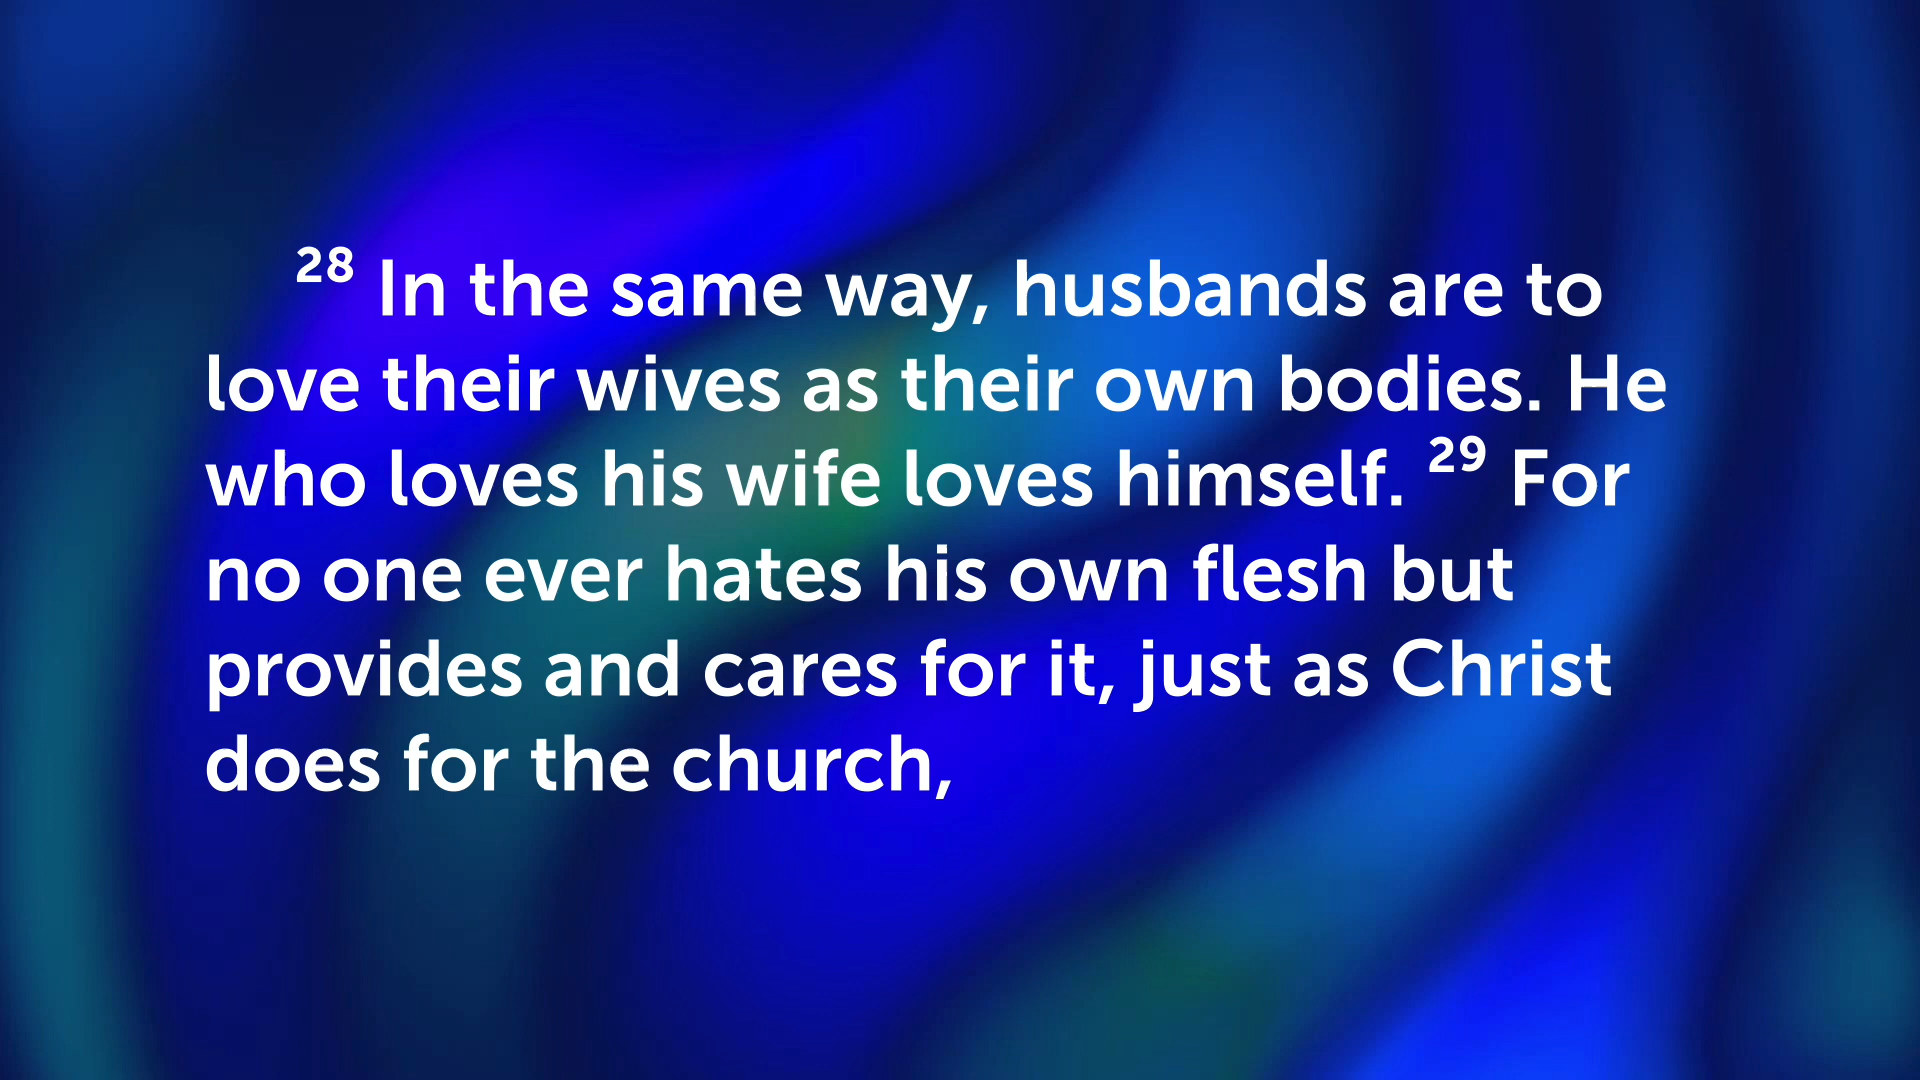 28 In the same way, husbands are to
love their wives as their own bodies. He
who loves his wife loves himself. 29 For
no one ever hates his own flesh but
provides and cares for it, just as Christ
does for the church,